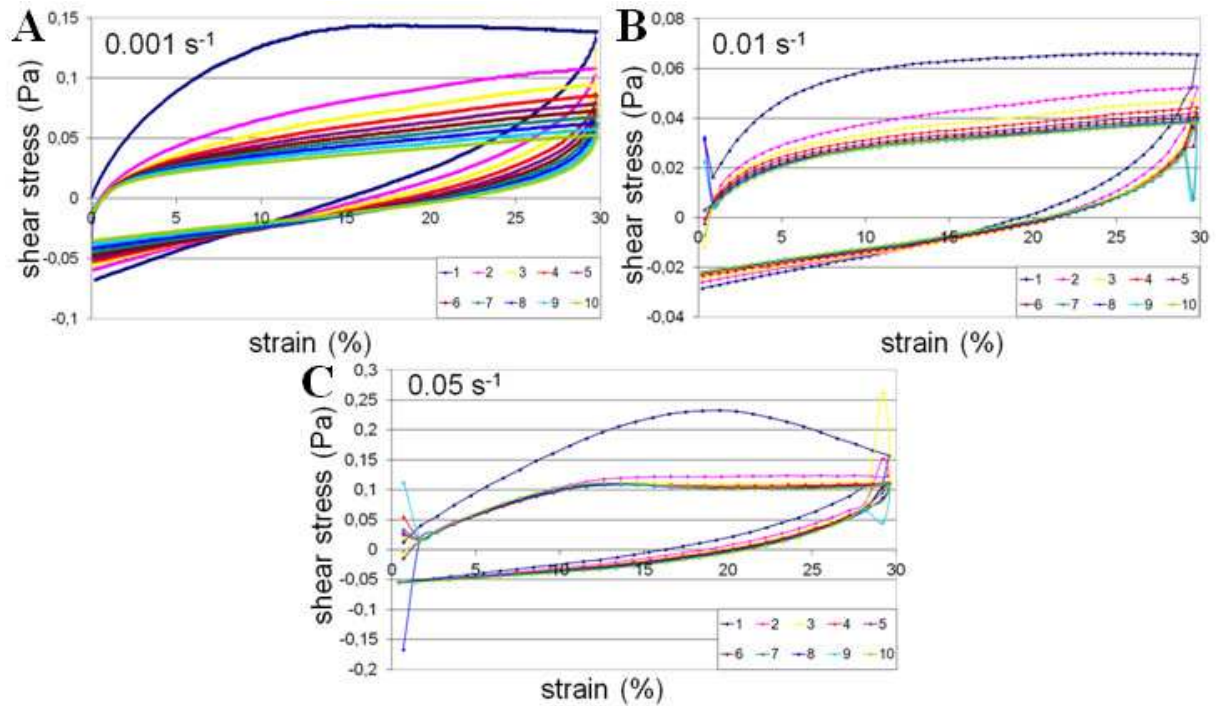 A
0.001 s⁻¹
shear stress (Pa)
0,15
0,1
0,05
0
-0,05
-0,1
0 5 10 15 20 25 30
1 2 3 4 5
6 7 8 9 10
strain (%)
B
0.01 s⁻¹
shear stress (Pa)
0,08
0,06
0,04
0,02
0
-0,02
-0,04
0 5 10 15 20 25 30
1 2 3 4 5
6 7 8 9 10
strain (%)
C
0.05 s⁻¹
shear stress (Pa)
0,3
0,25
0,2
0,15
0,1
0,05
0
-0,05
-0,1
-0,15
-0,2
0 5 10 15 20 25 30
1 2 3 4 5
6 7 8 9 10
strain (%)